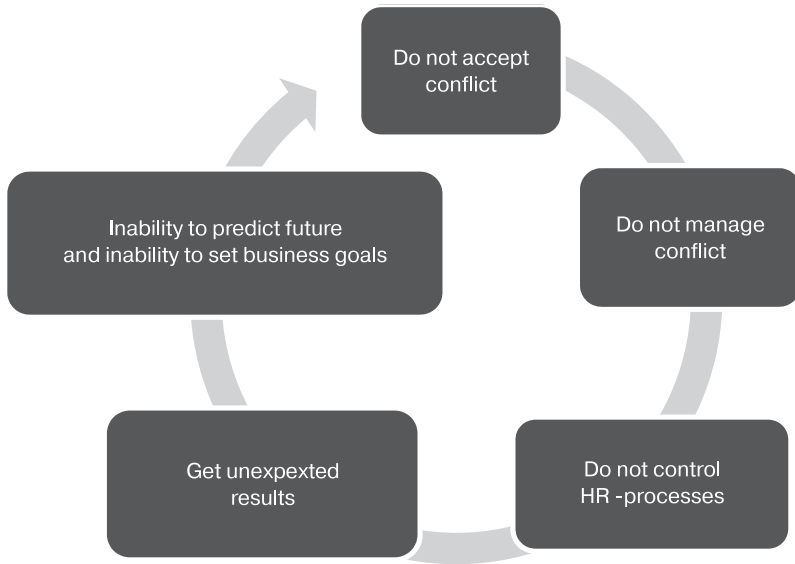 Do not accept
conflict
Do not manage
conflict
Do not control
HR -processes
Get unexpexted
results
Inability to predict future
and inability to set business goals